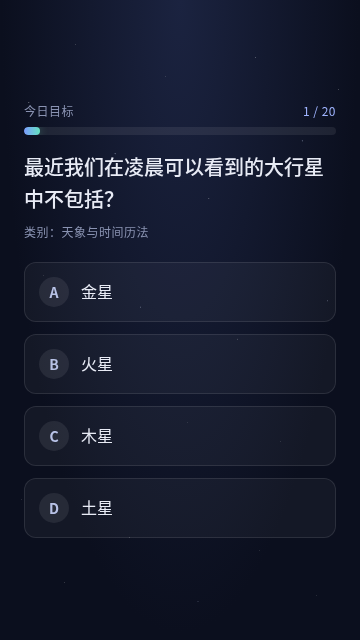 今日目标
1 / 20
最近我们在凌晨可以看到的大行星
中不包括？
类别：天象与时间历法
A 金星
B 火星
C 木星
D 土星